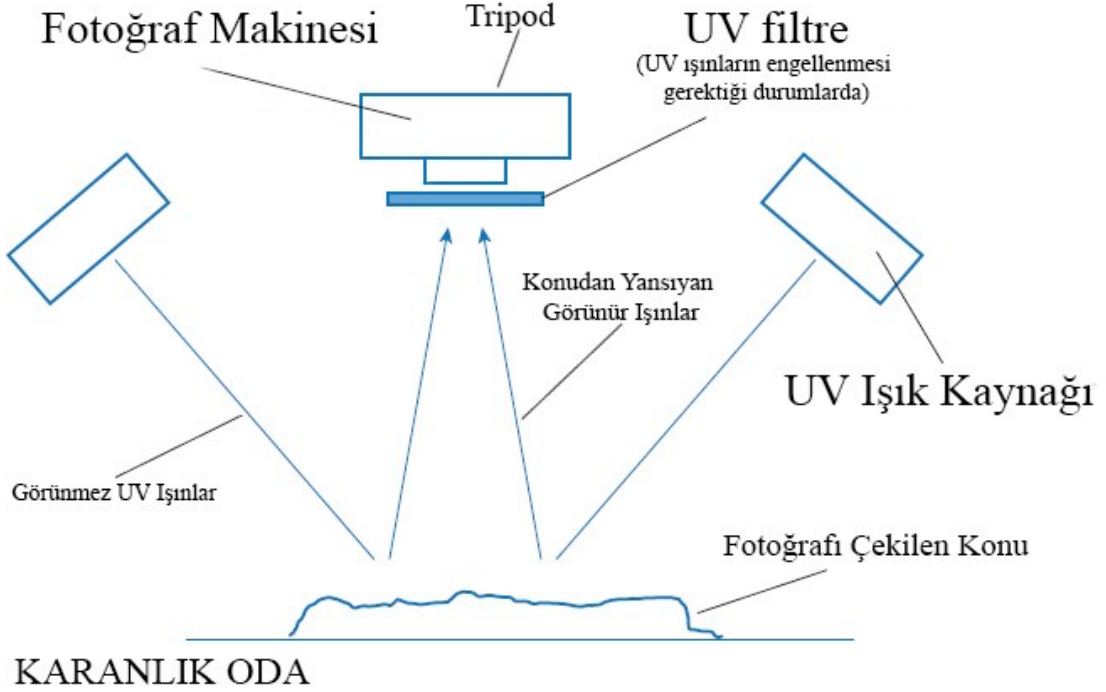 Fotoğraf Makinesi
Tripod
UV filtre
(UV ışınların engellenmesi
gerektiği durumlarda)
Konudan Yansıyan
Görünür Işınlar
UV Işık Kaynağı
Görünmez UV Işınlar
Fotoğrafı Çekilen Konu
KARANLIK ODA